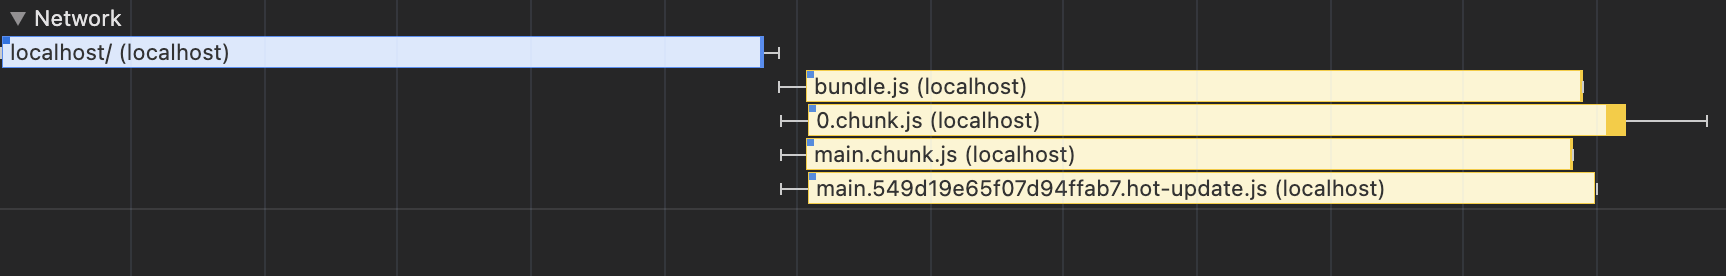 Network
localhost/ (localhost)
bundle.js (localhost)
0.chunk.js (localhost)
main.chunk.js (localhost)
main.549d19e65f07d94ffab7.hot-update.js (localhost)